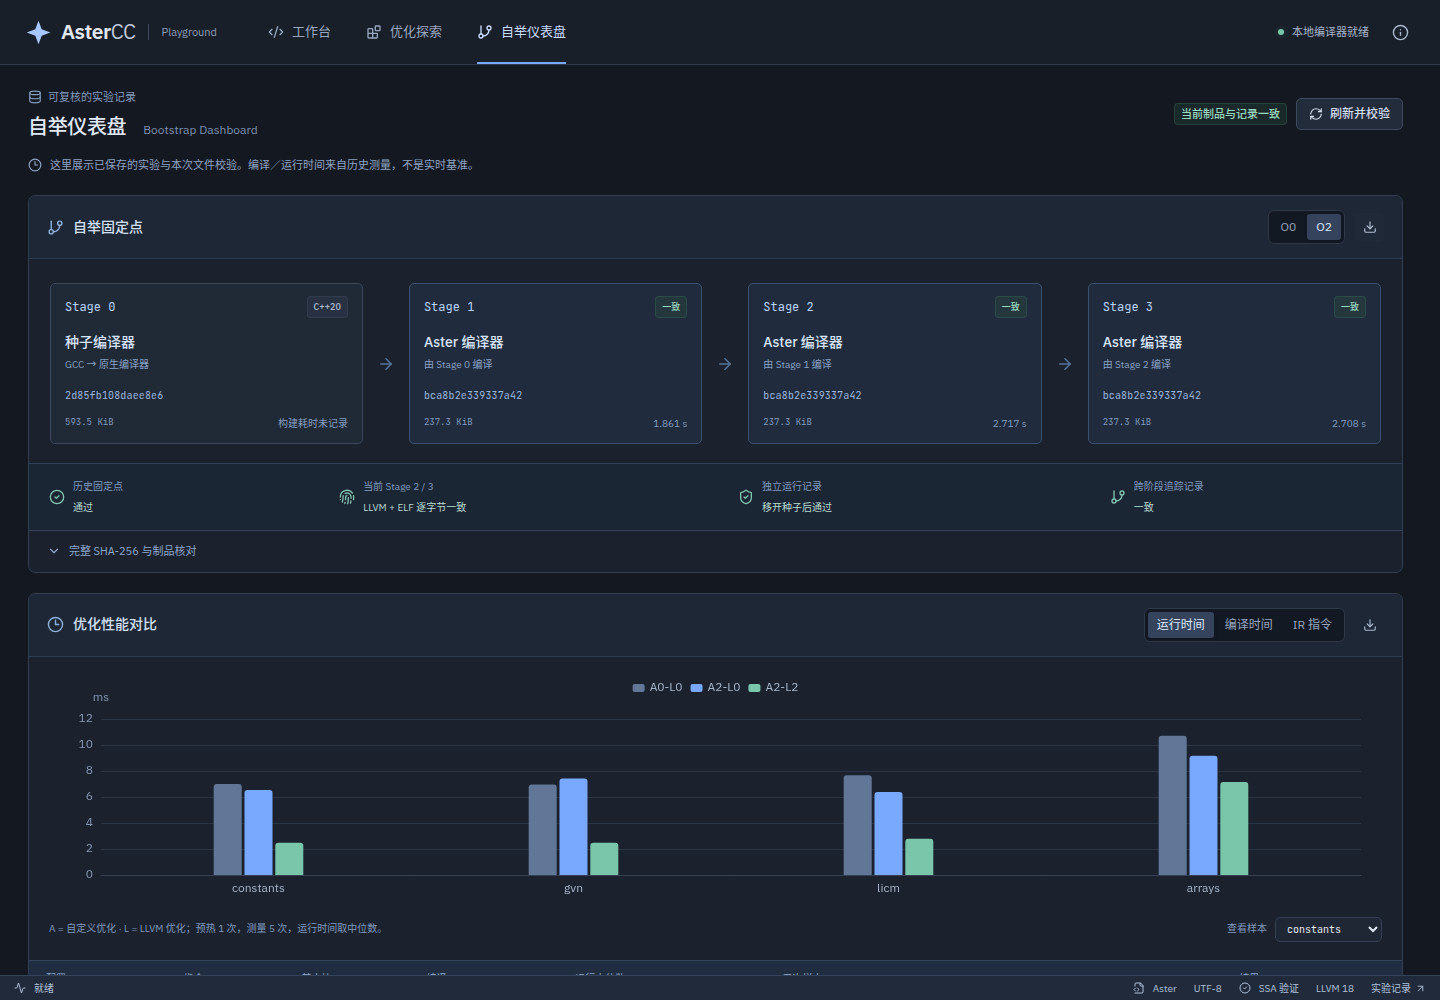 AsterCC Playground 工作台 优化探索 自举仪表盘 本地编译器就绪
可复核的实验记录
自举仪表盘 Bootstrap Dashboard 当前制品与记录一致 刷新并校验
这里展示已保存的实验与本次文件校验。编译／运行时间来自历史测量，不是实时基准。
自举固定点 O0 O2
Stage 0 C++20
种子编译器
GCC → 原生编译器
2d85fb108daee8e6
593.5 KiB 构建耗时未记录
Stage 1 一致
Aster 编译器
由 Stage 0 编译
bca8b2e339337a42
237.3 KiB 1.861 s
Stage 2 一致
Aster 编译器
由 Stage 1 编译
bca8b2e339337a42
237.3 KiB 2.717 s
Stage 3 一致
Aster 编译器
由 Stage 2 编译
bca8b2e339337a42
237.3 KiB 2.708 s
历史固定点
通过
当前 Stage 2 / 3
LLVM + ELF 逐字节一致
独立运行记录
移开种子后通过
跨阶段追踪记录
一致
完整 SHA-256 与制品核对
优化性能对比 运行时间 编译时间 IR 指令
A0-L0 A2-L0 A2-L2
ms
12
10
8
6
4
2
0
constants gvn licm arrays
A = 自定义优化 · L = LLVM 优化；预热 1 次，测量 5 次，运行时间取中位数。
查看样本 constants
就绪 Aster UTF-8 SSA 验证 LLVM 18 实验记录